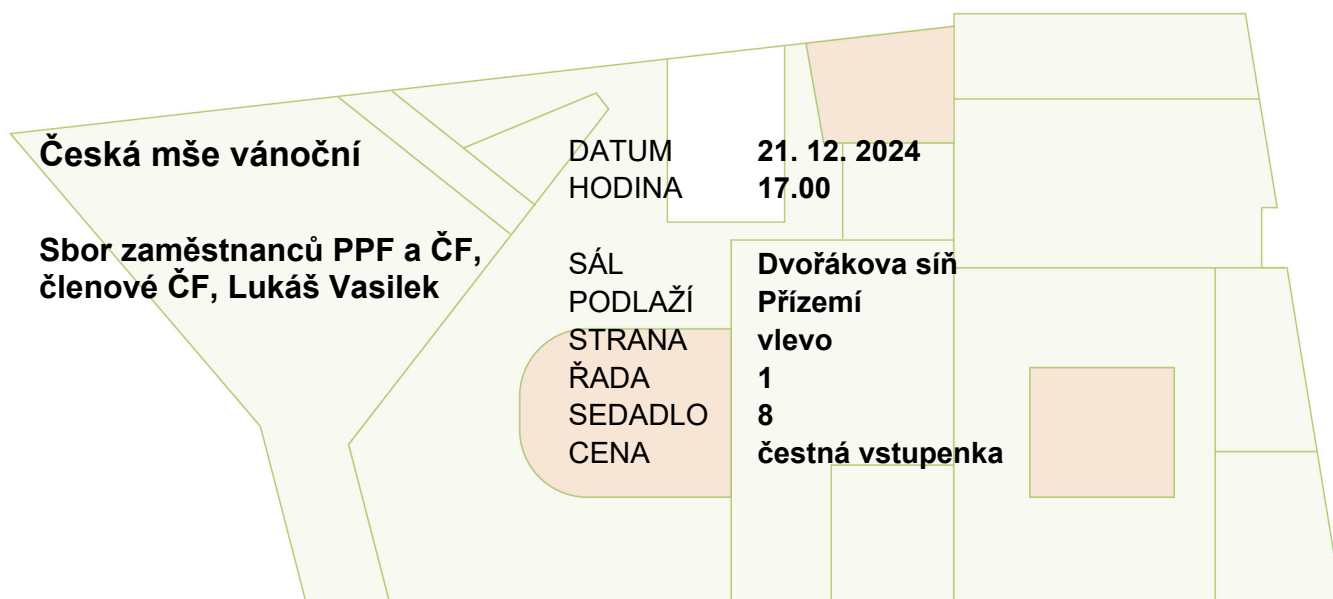 Česká mše vánoční
Sbor zaměstnanců PPF a ČF,
členové ČF, Lukáš Vasilek
DATUM 21. 12. 2024
HODINA 17.00
SÁL Dvořákova síň
PODLAŽÍ Přízemí
STRANA vlevo
ŘADA 1
SEDADLO 8
CENA čestná vstupenka